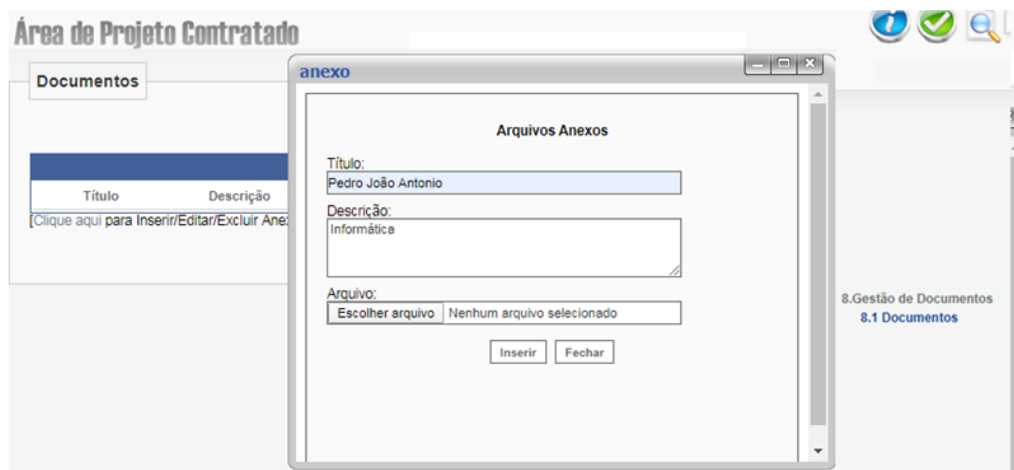 Área de Projeto Contratado
Documentos
Título Descrição
[Clique aqui para Inserir/Editar/Excluir Ane
anexo
Arquivos Anexos
Título:
Pedro João Antonio
Descrição:
Informática
Arquivo:
Escolher arquivo Nenhum arquivo selecionado
Inserir Fechar
8.Gestão de Documentos
8.1 Documentos